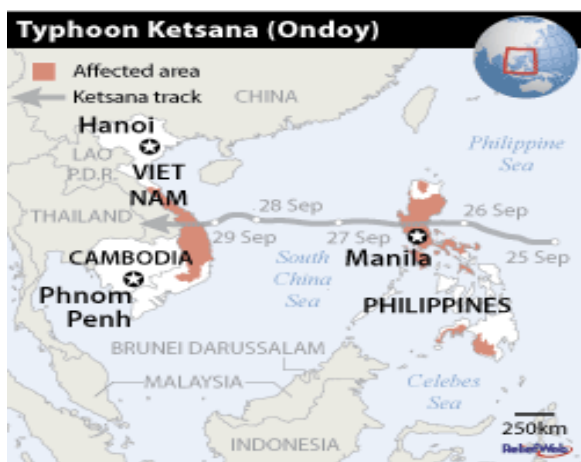 Typhoon Ketsana (Ondoy)
Affected area
Ketsana track
CHINA
Hanoi
LAO
P.D.R.
VIET
NAM
Philippine
Sea
THAILAND
28 Sep
26 Sep
29 Sep
27 Sep
25 Sep
South
China
Sea
Manila
CAMBODIA
Phnom
Penh
PHILIPPINES
BRUNEI DARUSSALAM
MALAYSIA
Celebes
Sea
INDONESIA
250km
ReliefWeb